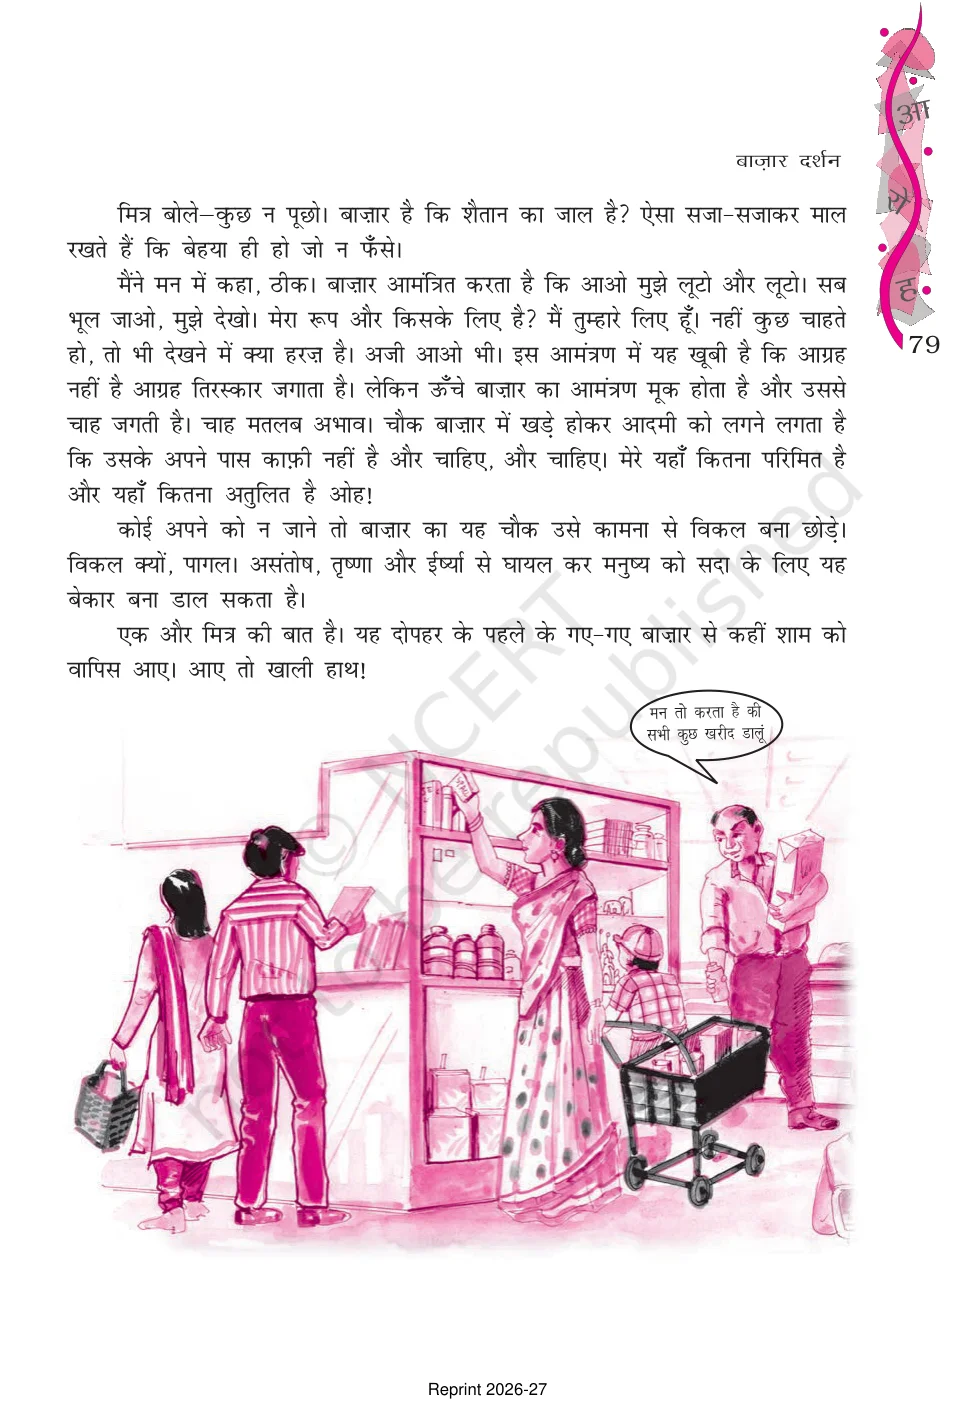 बाज़ार दर्शन
मित्र बोले–कुछ न पूछो। बाज़ार है कि शैतान का जाल है? ऐसा सजा-सजाकर माल
रखते हैं कि बेहया ही हो जो न फँसे।
मैंने मन में कहा, ठीक। बाज़ार आमंत्रित करता है कि आओ मुझे लूटो और लूटो। सब
भूल जाओ, मुझे देखो। मेरा रूप और किसके लिए है? मैं तुम्हारे लिए हूँ। नहीं कुछ चाहते
हो, तो भी देखने में क्या हरज़ है। अजी आओ भी। इस आमंत्रण में यह खूबी है कि आग्रह
नहीं है आग्रह तिरस्कार जगाता है। लेकिन ऊँचे बाज़ार का आमंत्रण मूक होता है और उससे
चाह जगती है। चाह मतलब अभाव। चौक बाज़ार में खड़े होकर आदमी को लगने लगता है
कि उसके अपने पास काफ़ी नहीं है और चाहिए, और चाहिए। मेरे यहाँ कितना परिमित है
और यहाँ कितना अतुलित है ओह!
कोई अपने को न जाने तो बाज़ार का यह चौक उसे कामना से विकल बना छोड़े।
विकल क्यों, पागल। असंतोष, तृष्णा और ईर्ष्या से घायल कर मनुष्य को सदा के लिए यह
बेकार बना डाल सकता है।
एक और मित्र की बात है। यह दोपहर के पहले के गए-गए बाज़ार से कहीं शाम को
वापिस आए। आए तो खाली हाथ!
मन तो करता है की
सभी कुछ खरीद डालूं
आ
रो
ह
79
© NCERT
not to be republished
Reprint 2026-27